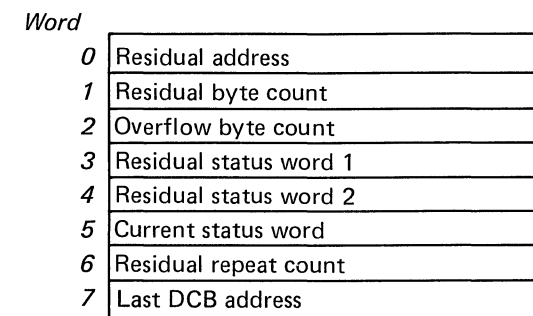 Word
0 Residual address
1 Residual byte count
2 Overflow byte count
3 Residual status word 1
4 Residual status word 2
5 Current status word
6 Residual repeat count
7 Last DCB address